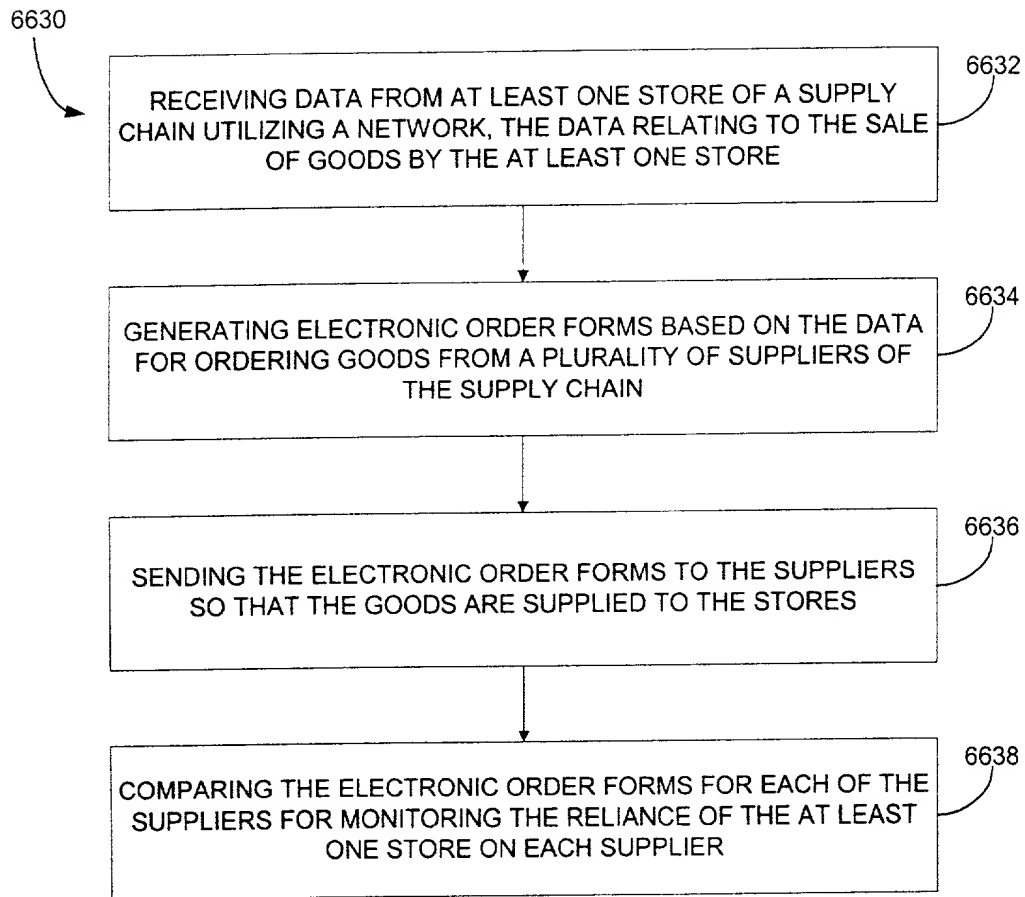 6630
6632
RECEIVING DATA FROM AT LEAST ONE STORE OF A SUPPLY
CHAIN UTILIZING A NETWORK, THE DATA RELATING TO THE SALE
OF GOODS BY THE AT LEAST ONE STORE
6634
GENERATING ELECTRONIC ORDER FORMS BASED ON THE DATA
FOR ORDERING GOODS FROM A PLURALITY OF SUPPLIERS OF
THE SUPPLY CHAIN
6636
SENDING THE ELECTRONIC ORDER FORMS TO THE SUPPLIERS
SO THAT THE GOODS ARE SUPPLIED TO THE STORES
6638
COMPARING THE ELECTRONIC ORDER FORMS FOR EACH OF THE
SUPPLIERS FOR MONITORING THE RELIANCE OF THE AT LEAST
ONE STORE ON EACH SUPPLIER